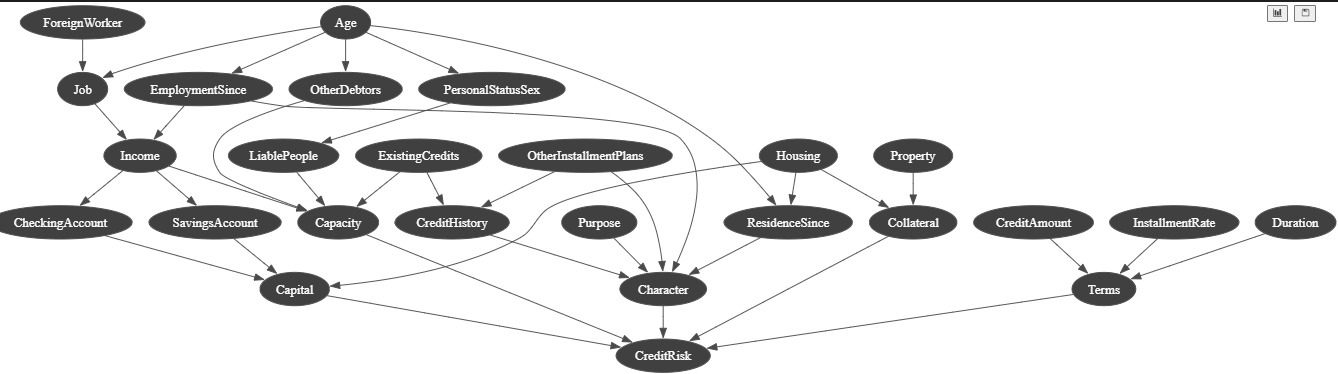 ForeignWorker
Age
Job
EmploymentSince
OtherDebtors
PersonalStatusSex
Income
LiablePeople
ExistingCredits
OtherInstallmentPlans
Housing
Property
CheckingAccount
SavingsAccount
Capacity
CreditHistory
Purpose
ResidenceSince
Collateral
CreditAmount
InstallmentRate
Duration
Capital
Character
Terms
CreditRisk